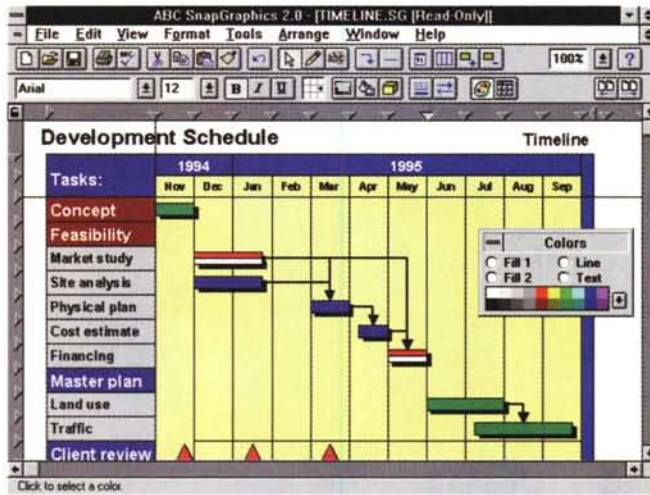 ABC SnapGraphics 2.0 - [TIMELINE.SG [Read-Only]]
File Edit View Format Tools Arrange Window Help
abc 100% ?
Arial 12 B I U
Development Schedule Timeline
Tasks: 1994 1995
Nov Dec Jan Feb Mar Apr May Jun Jul Aug Sep
Concept
Feasibility
Colors
Market study
Fill 1 Line
Fill 2 Text
Site analysis
Physical plan
Cost estimate
Financing
Master plan
Land use
Traffic
Client review
Click to select a color.